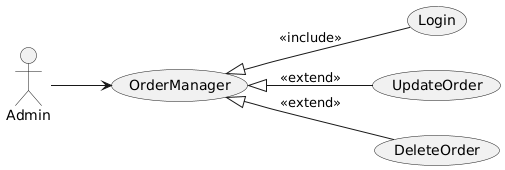 Login
«include»
OrderManager
«extend»
UpdateOrder
«extend»
Admin
DeleteOrder